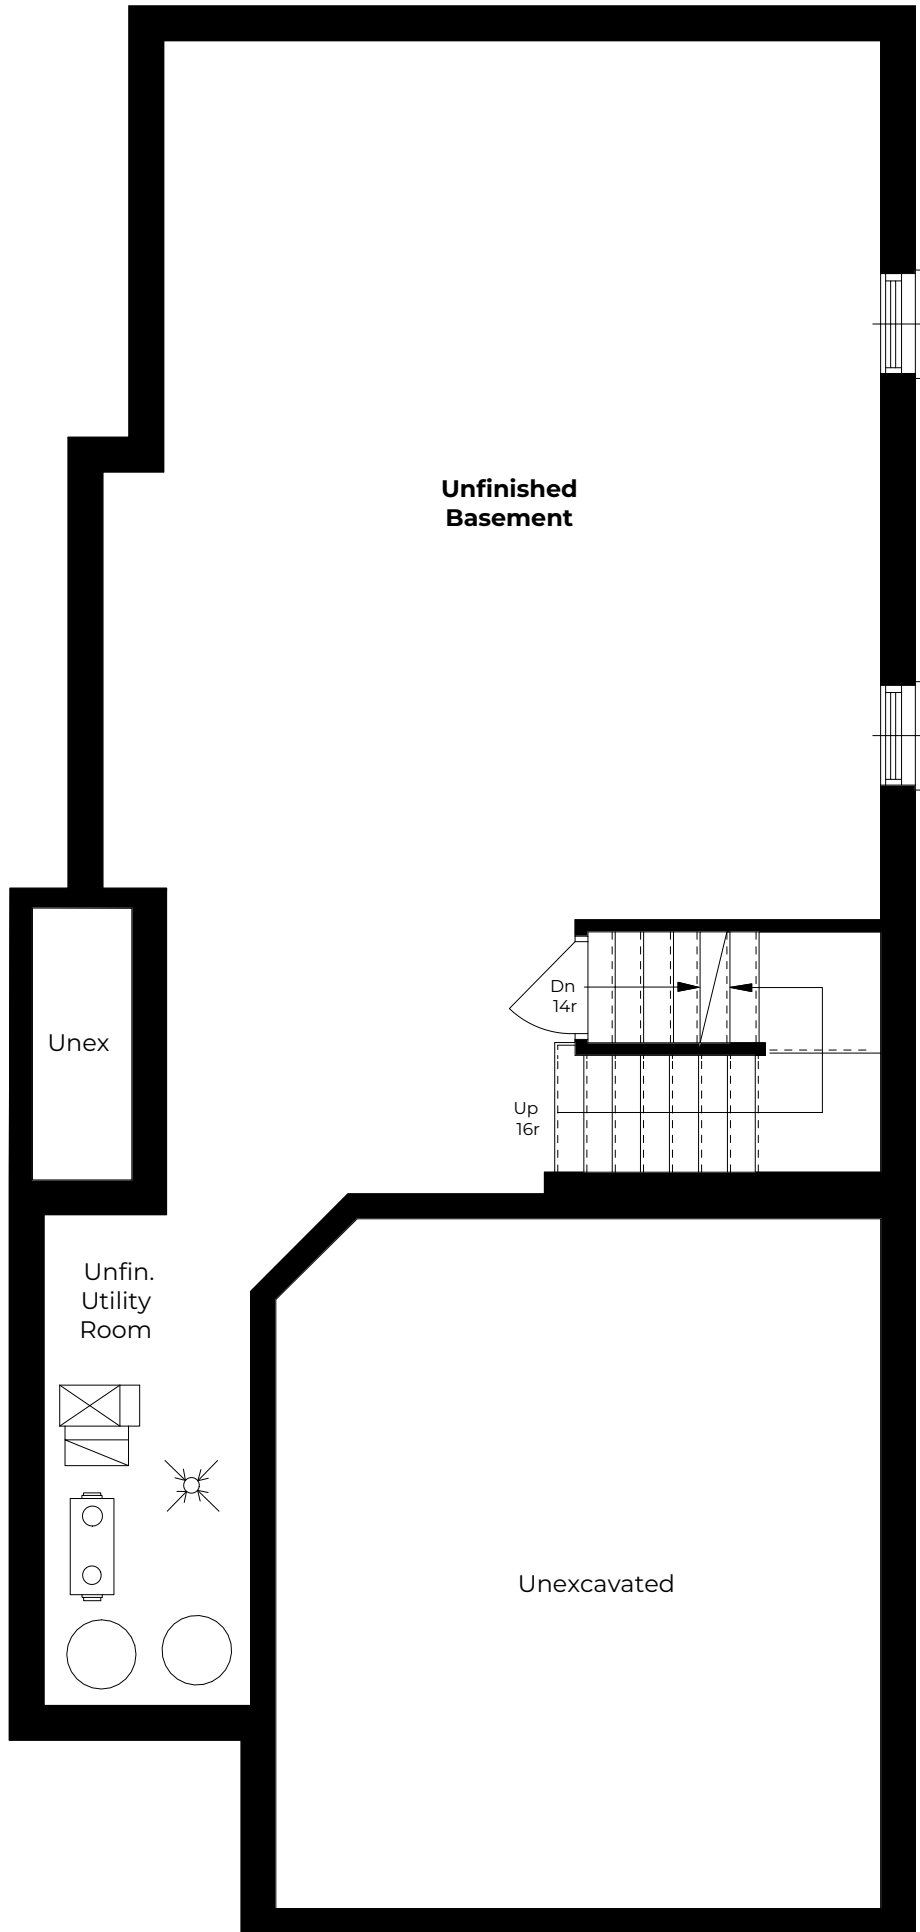 Unfinished
Basement
Dn
14r
Unex
Up
16r
Unfin.
Utility
Room
Unexcavated